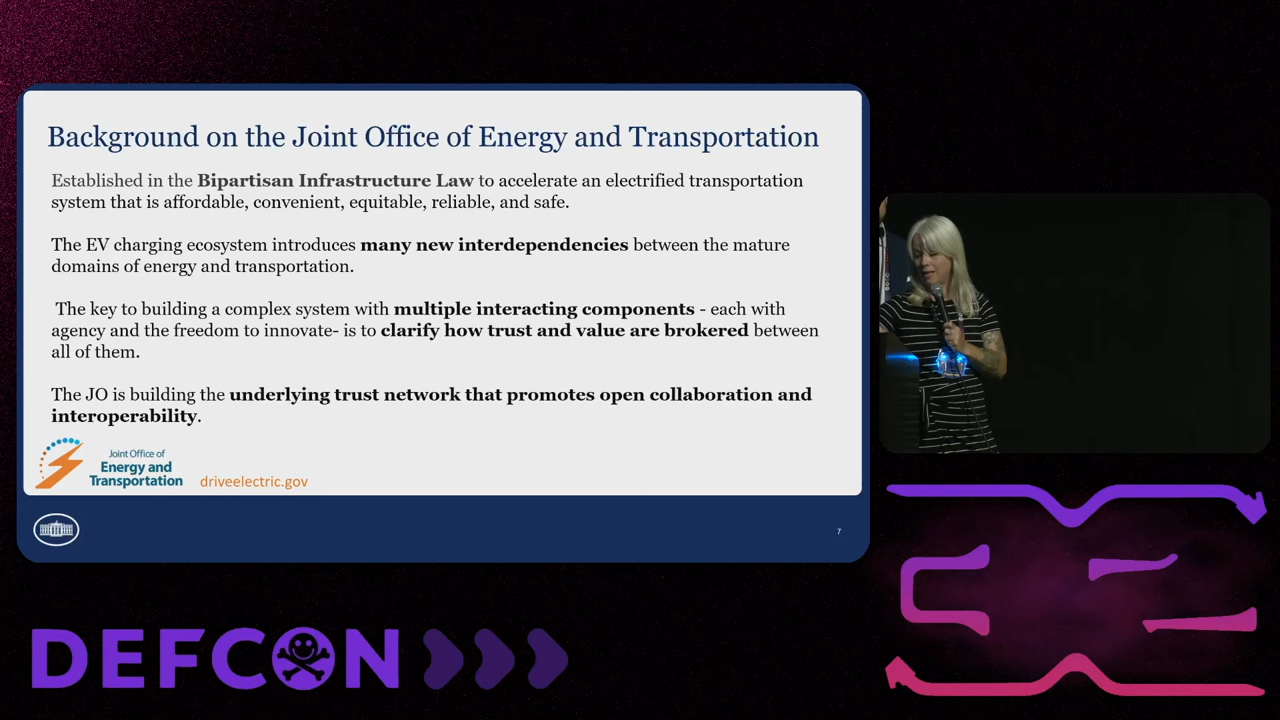 Background on the Joint Office of Energy and Transportation
Established in the Bipartisan Infrastructure Law to accelerate an electrified transportation
system that is affordable, convenient, equitable, reliable, and safe.
The EV charging ecosystem introduces many new interdependencies between the mature
domains of energy and transportation.
The key to building a complex system with multiple interacting components - each with
agency and the freedom to innovate- is to clarify how trust and value are brokered between
all of them.
The JO is building the underlying trust network that promotes open collaboration and
interoperability.
Joint Office of
Energy and
Transportation
driveelectric.gov
7
DEFCON